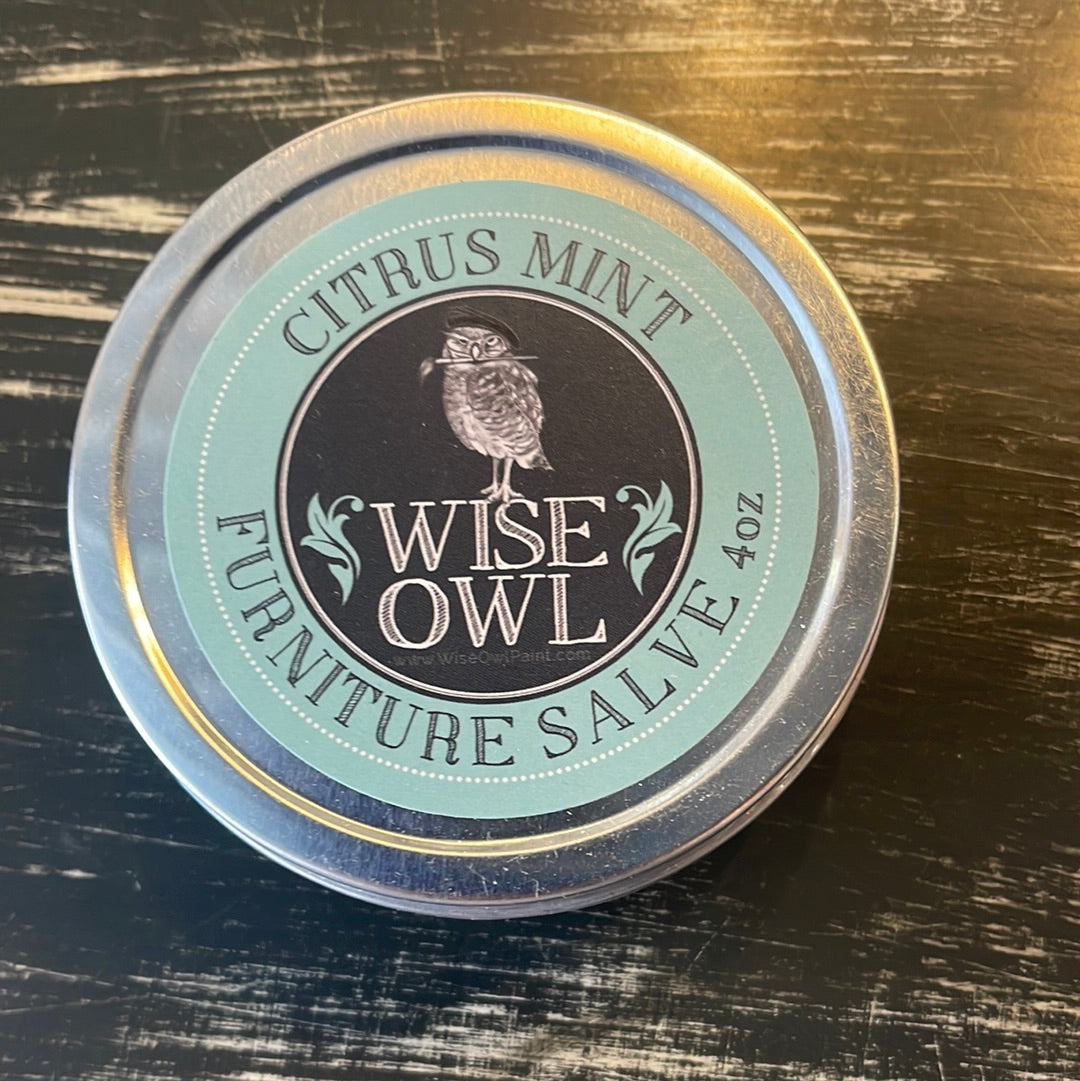 CITRUS MINT
WISE
OWL
www.WiseOwlPaint.com
FURNITURE SALVE 4oz